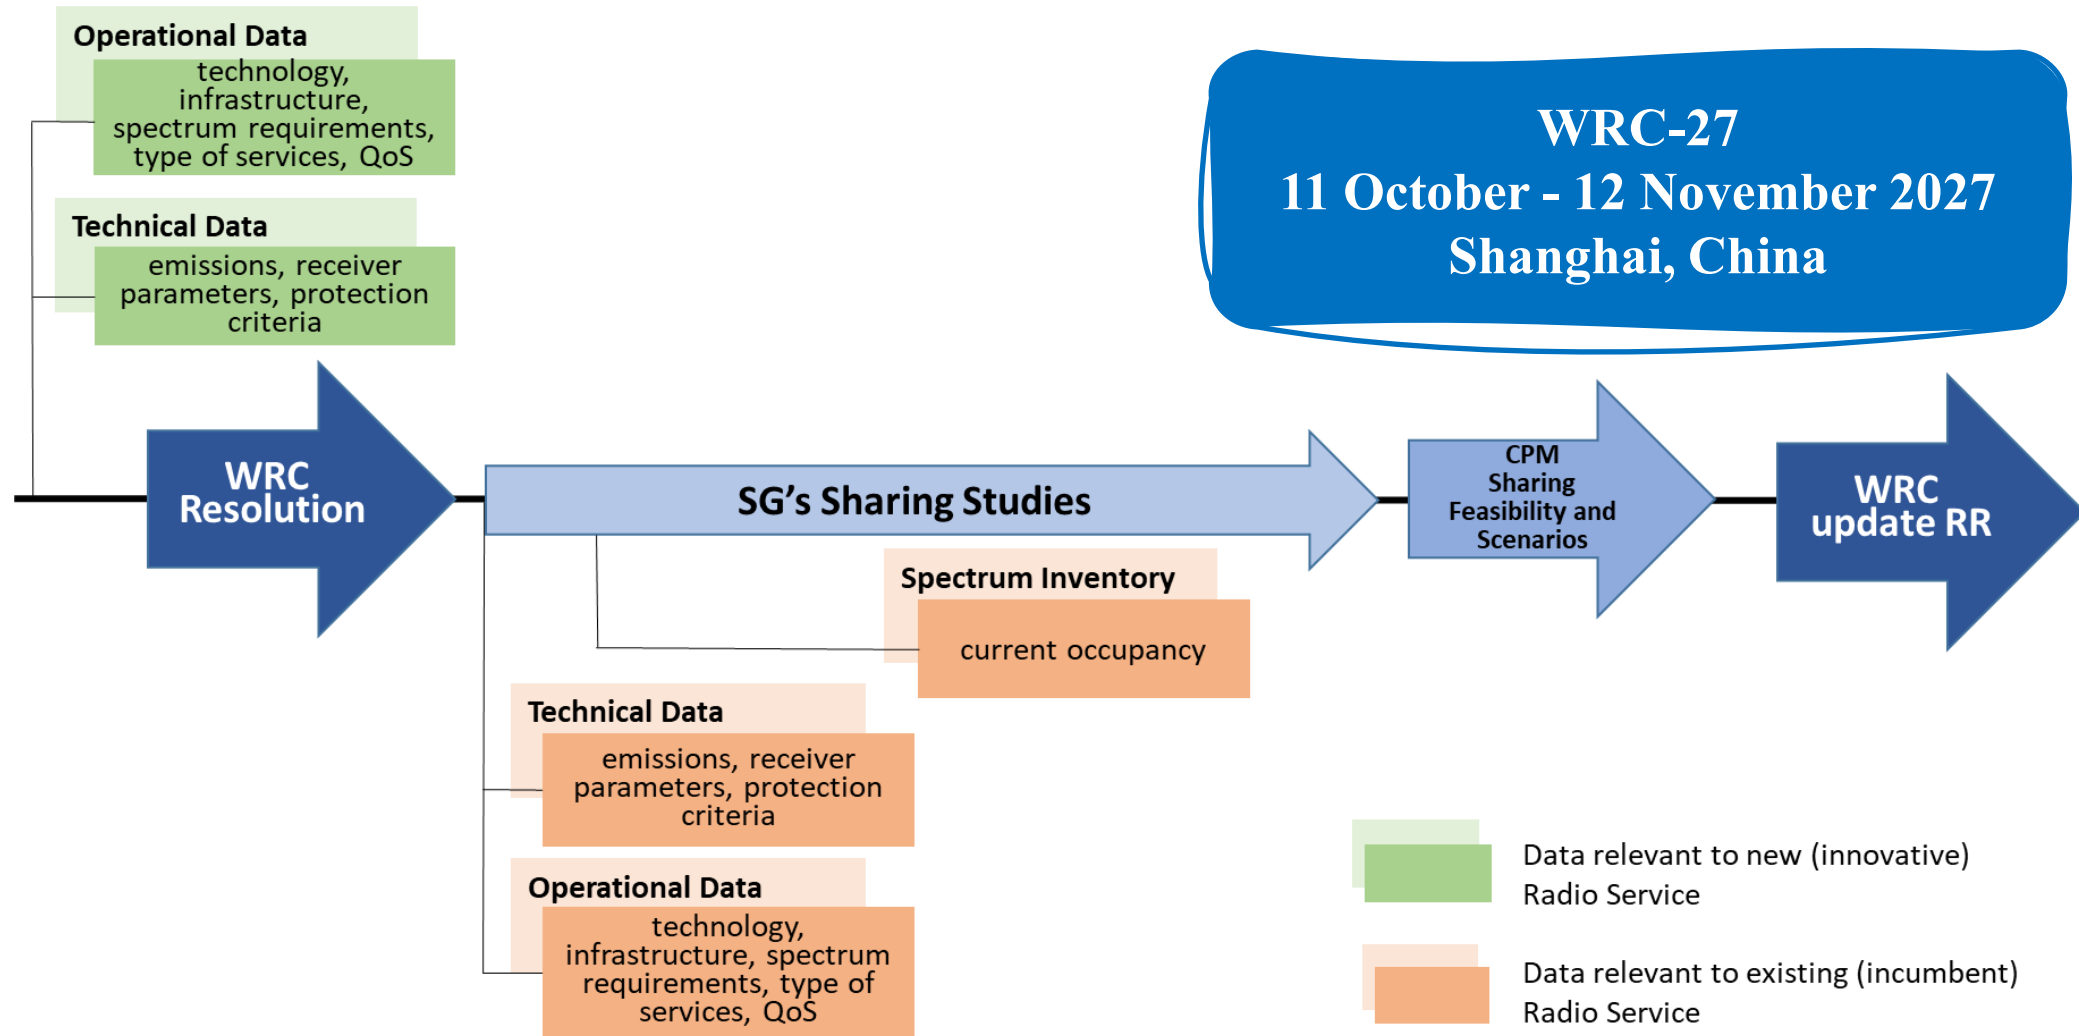 Operational Data
technology,
infrastructure,
spectrum requirements,
type of services, QoS
Technical Data
emissions, receiver
parameters, protection
criteria
WRC-27
11 October - 12 November 2027
Shanghai, China
WRC
Resolution
SG’s Sharing Studies
CPM
Sharing
Feasibility and
Scenarios
WRC
update RR
Spectrum Inventory
current occupancy
Technical Data
emissions, receiver
parameters, protection
criteria
Operational Data
technology,
infrastructure, spectrum
requirements, type of
services, QoS
Data relevant to new (innovative)
Radio Service
Data relevant to existing (incumbent)
Radio Service